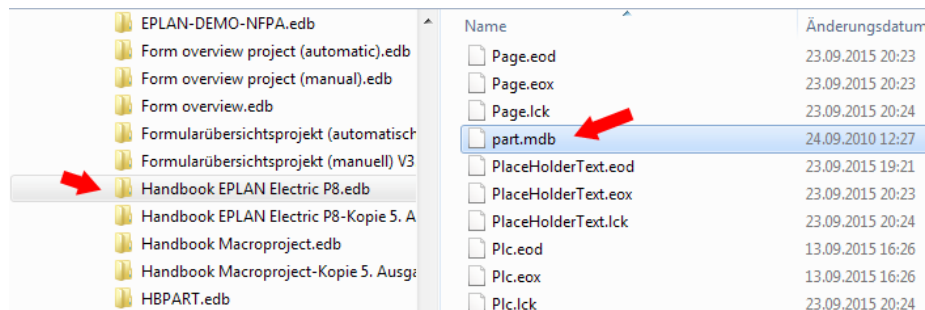 EPLAN-DEMO-NFPA.edb
Form overview project (automatic).edb
Form overview project (manual).edb
Form overview.edb
Formularübersichtsprojekt (automatisch
Formularübersichtsprojekt (manuell) V3
Handbook EPLAN Electric P8.edb
Handbook EPLAN Electric P8-Kopie 5. A
Handbook Macroproject.edb
Handbook Macroproject-Kopie 5. Ausga
HBPART.edb
Name Änderungsdatum
Page.eod 23.09.2015 20:23
Page.eox 23.09.2015 20:23
Page.lck 23.09.2015 20:24
part.mdb 24.09.2010 12:27
PlaceHolderText.eod 23.09.2015 19:21
PlaceHolderText.eox 23.09.2015 20:23
PlaceHolderText.lck 23.09.2015 20:24
Plc.eod 13.09.2015 16:26
Plc.eox 13.09.2015 16:26
Plc.lck 23.09.2015 20:24